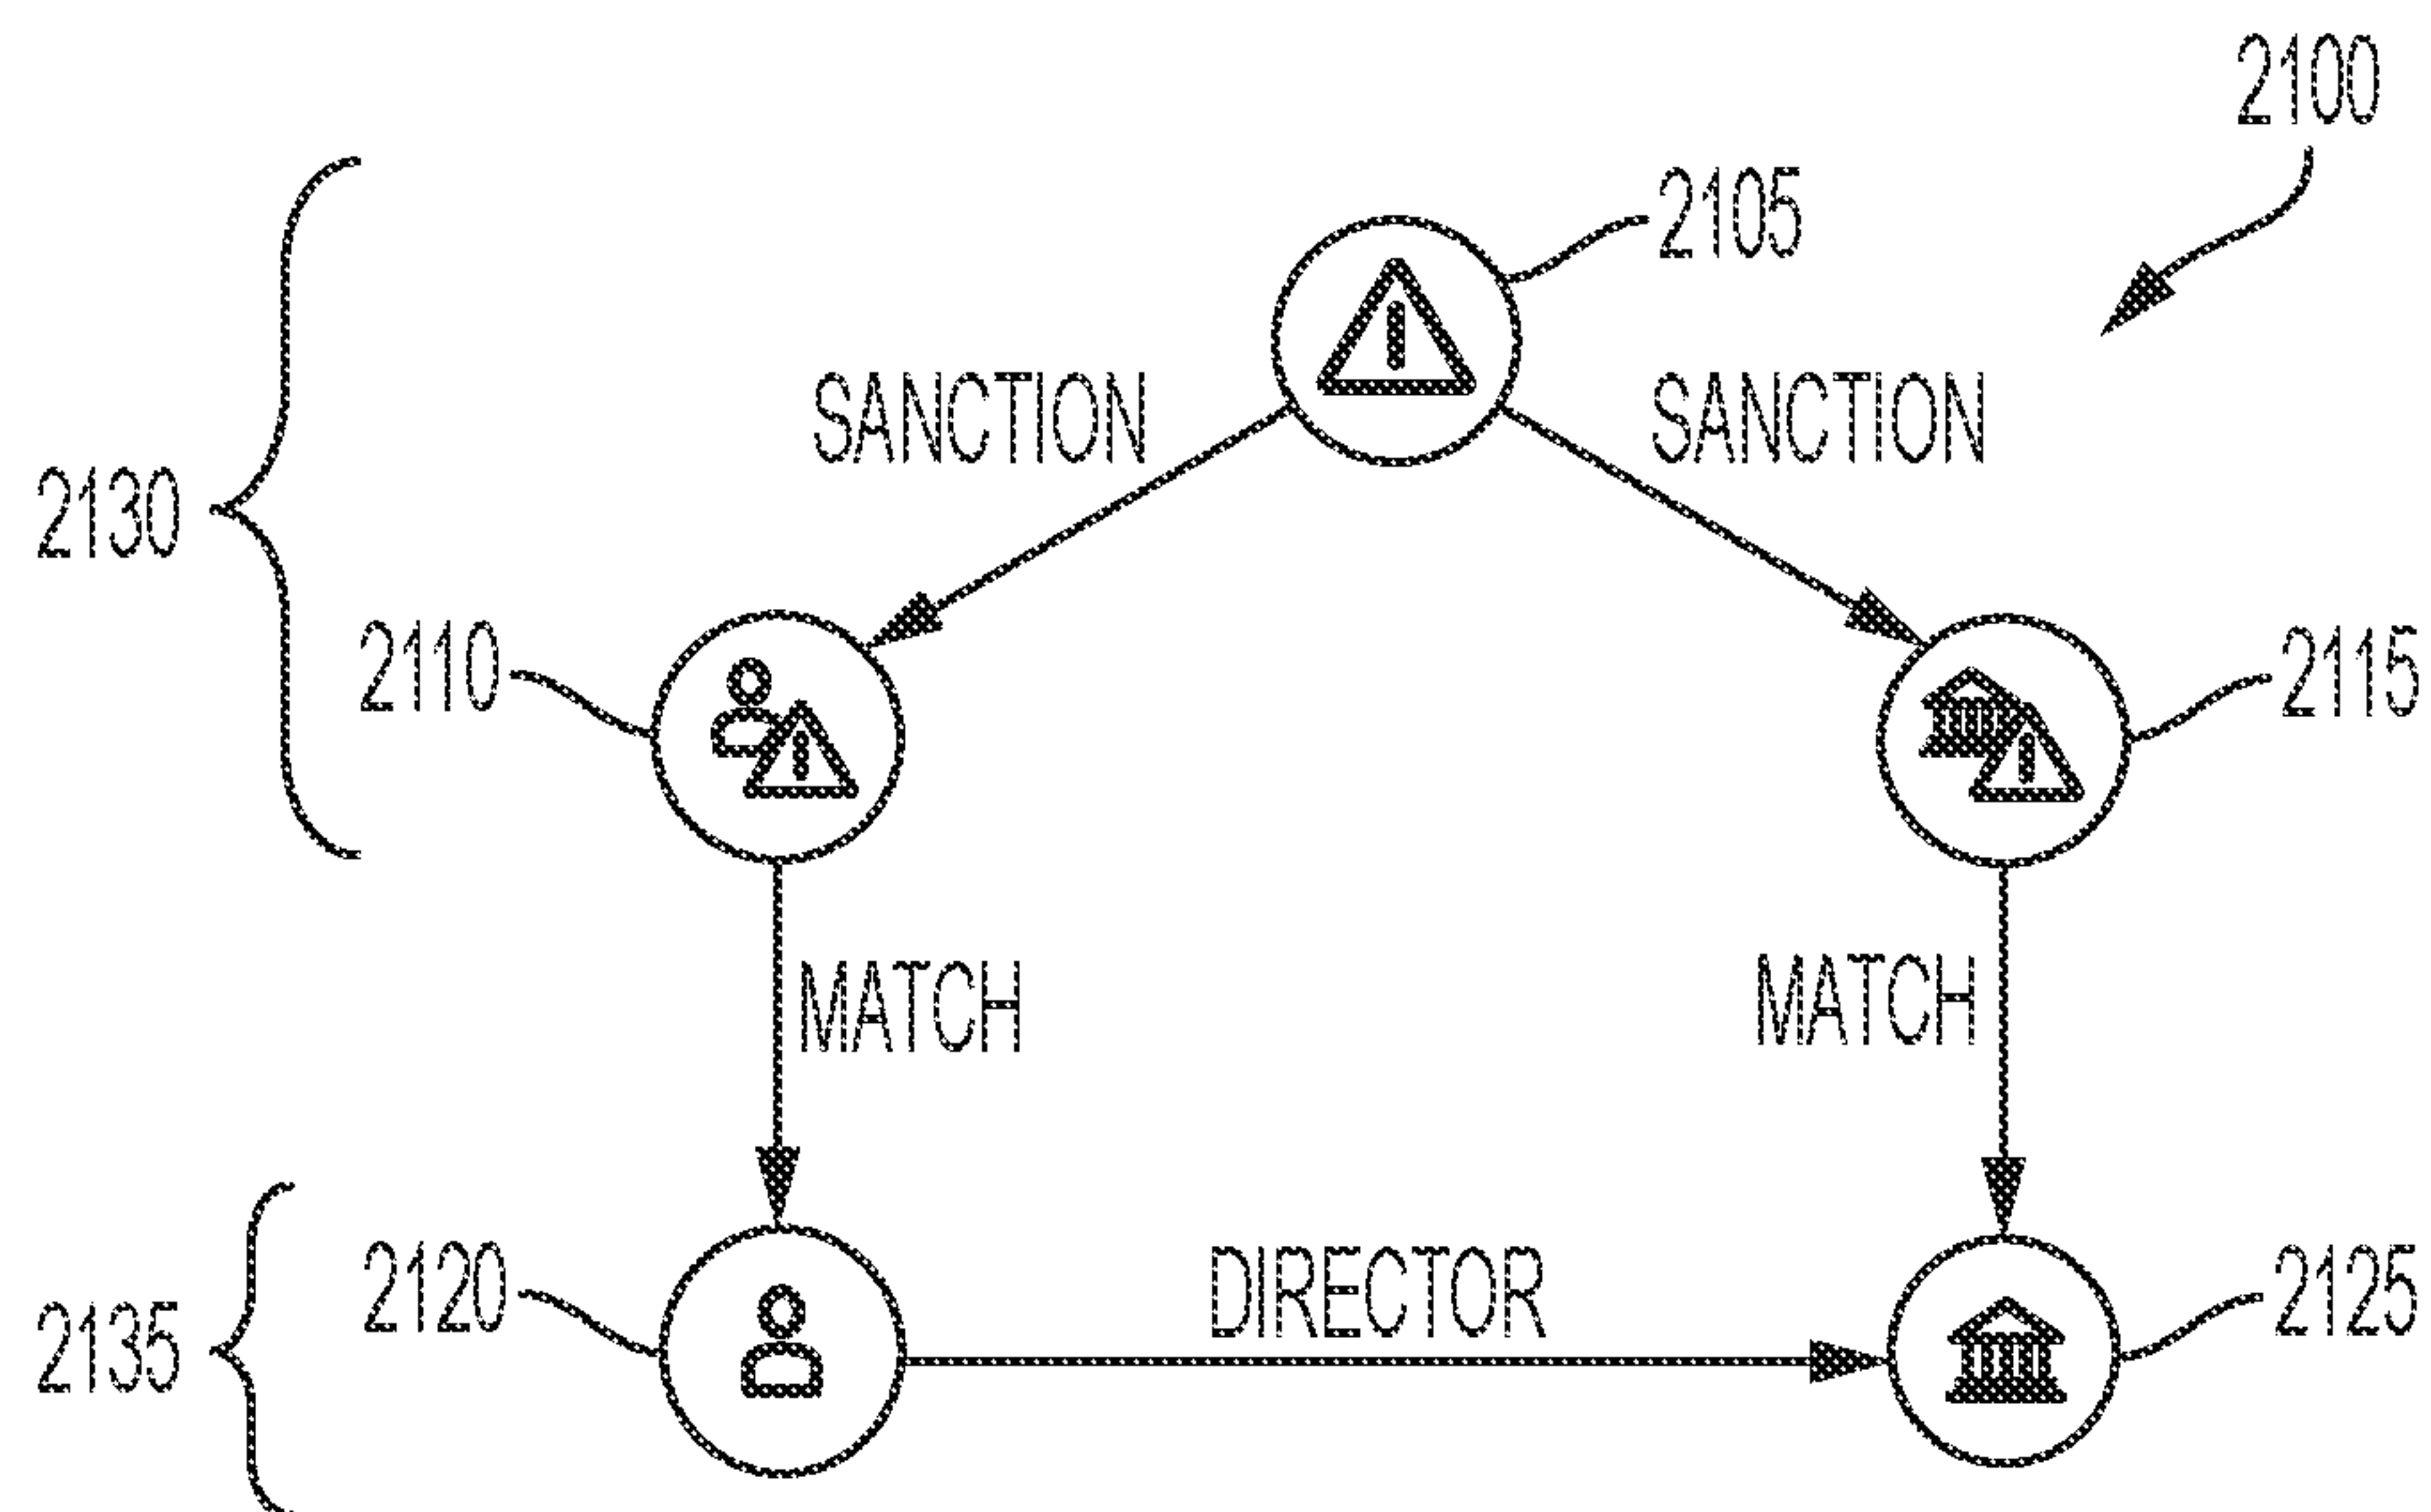 2100
2105
SANCTION SANCTION
2130
2110 2115
MATCH MATCH
2120 DIRECTOR 2125
2135